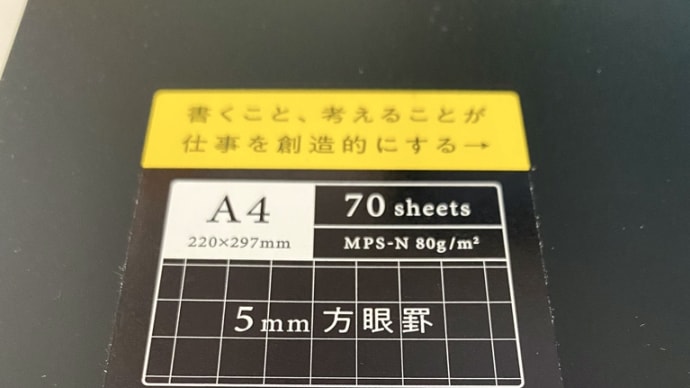 書くこと、考えることが
仕事を創造的にする→
A4
220×297mm
70 sheets
MPS-N 80g/m²
5mm 方眼罫